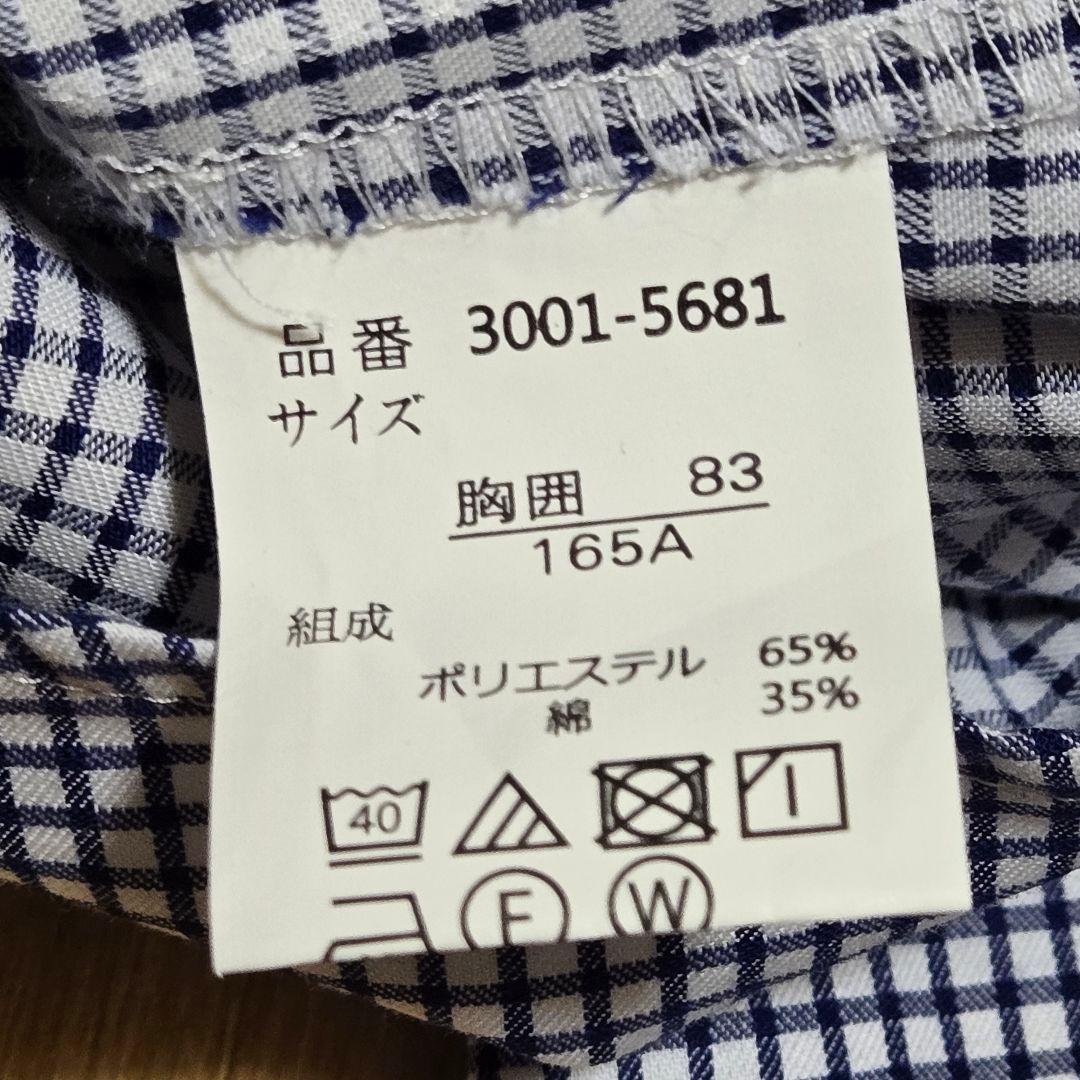 品番 3001-5681
サイズ
胸囲 83
165A
組成
ポリエステル 65%
綿 35%
40
F W